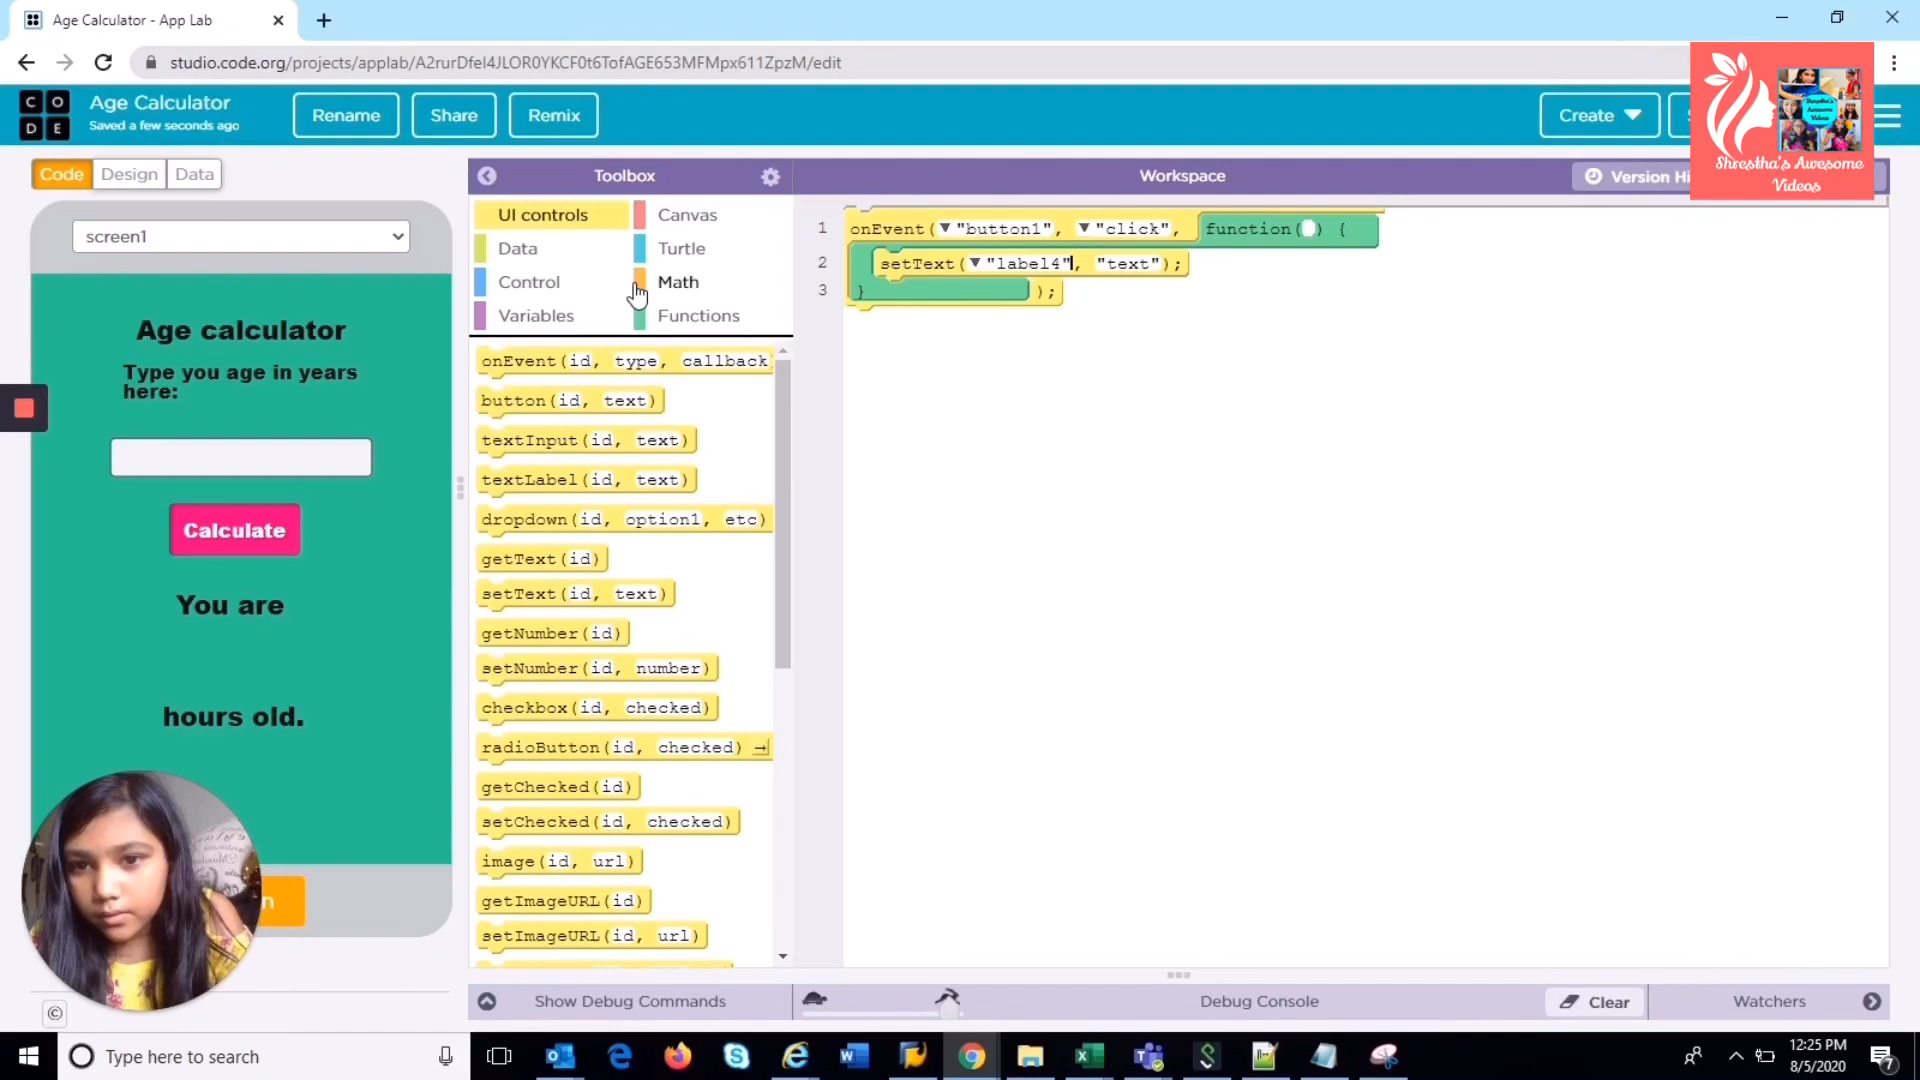 Age Calculator - App Lab
studio.code.org/projects/applab/A2rurDfeI4JLOR0YKCF0t6TofAGE653MFMpx611ZpzM/edit
CODE
Age Calculator
Saved a few seconds ago
Rename
Share
Remix
Create
Shrestha's Awesome
Videos
Code
Design
Data
Toolbox
Workspace
Version Hi
screen1
Age calculator
Type you age in years
here:
Calculate
You are
hours old.
n
UI controls
Canvas
Data
Turtle
Control
Math
Variables
Functions
onEvent(id, type, callback
button(id, text)
textInput(id, text)
textLabel(id, text)
dropdown(id, option1, etc)
getText(id)
setText(id, text)
getNumber(id)
setNumber(id, number)
checkbox(id, checked)
radioButton(id, checked)
getChecked(id)
setChecked(id, checked)
image(id, url)
getImageURL(id)
setImageURL(id, url)
1 onEvent("button1", "click", function() {
2 setText("label4", "text");
3 } );
Show Debug Commands
Debug Console
Clear
Watchers
Type here to search
12:25 PM
8/5/2020
7